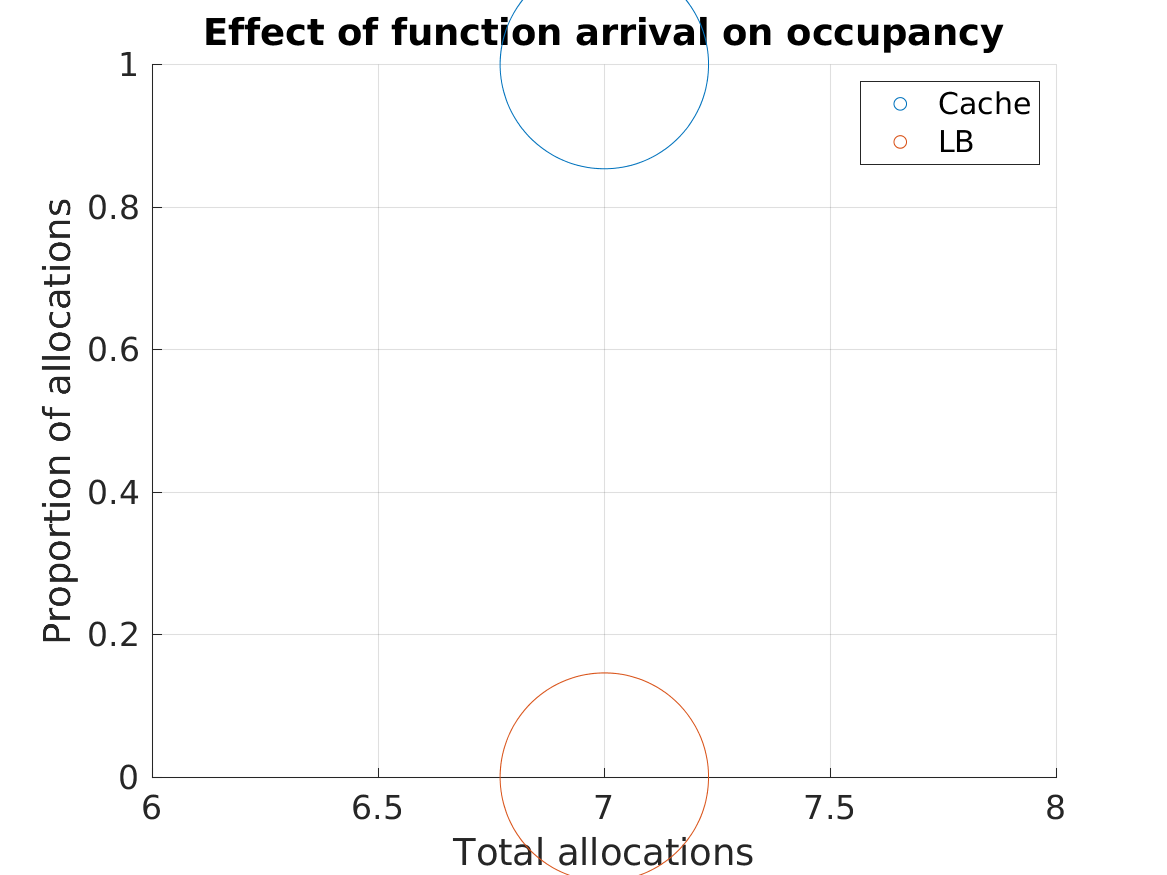 Effect of function arrival on occupancy
Cache
LB
Proportion of allocations
1
0.8
0.6
0.4
0.2
0
6
6.5
7
7.5
8
Total allocations